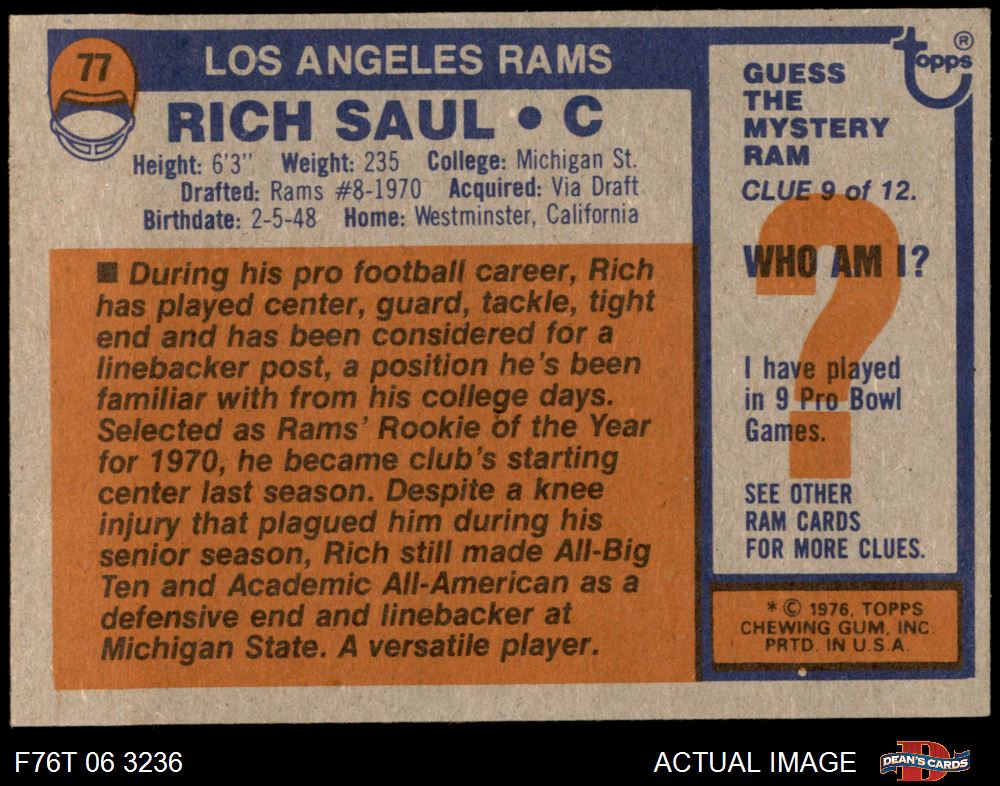 77
LOS ANGELES RAMS
RICH SAUL • C
Height: 6'3" Weight: 235 College: Michigan St.
Drafted: Rams #8-1970 Acquired: Via Draft
Birthdate: 2-5-48 Home: Westminster, California
■ During his pro football career, Rich
has played center, guard, tackle, tight
end and has been considered for a
linebacker post, a position he's been
familiar with from his college days.
Selected as Rams' Rookie of the Year
for 1970, he became club's starting
center last season. Despite a knee
injury that plagued him during his
senior season, Rich still made All-Big
Ten and Academic All-American as a
defensive end and linebacker at
Michigan State. A versatile player.
topps ®
GUESS
THE
MYSTERY
RAM
CLUE 9 of 12.
?
WHO AM I?
I have played
in 9 Pro Bowl
Games.
SEE OTHER
RAM CARDS
FOR MORE CLUES.
* © 1976, TOPPS
CHEWING GUM, INC.
PRTD. IN U.S.A.
F76T 06 3236
ACTUAL IMAGE
D
DEAN'S CARDS